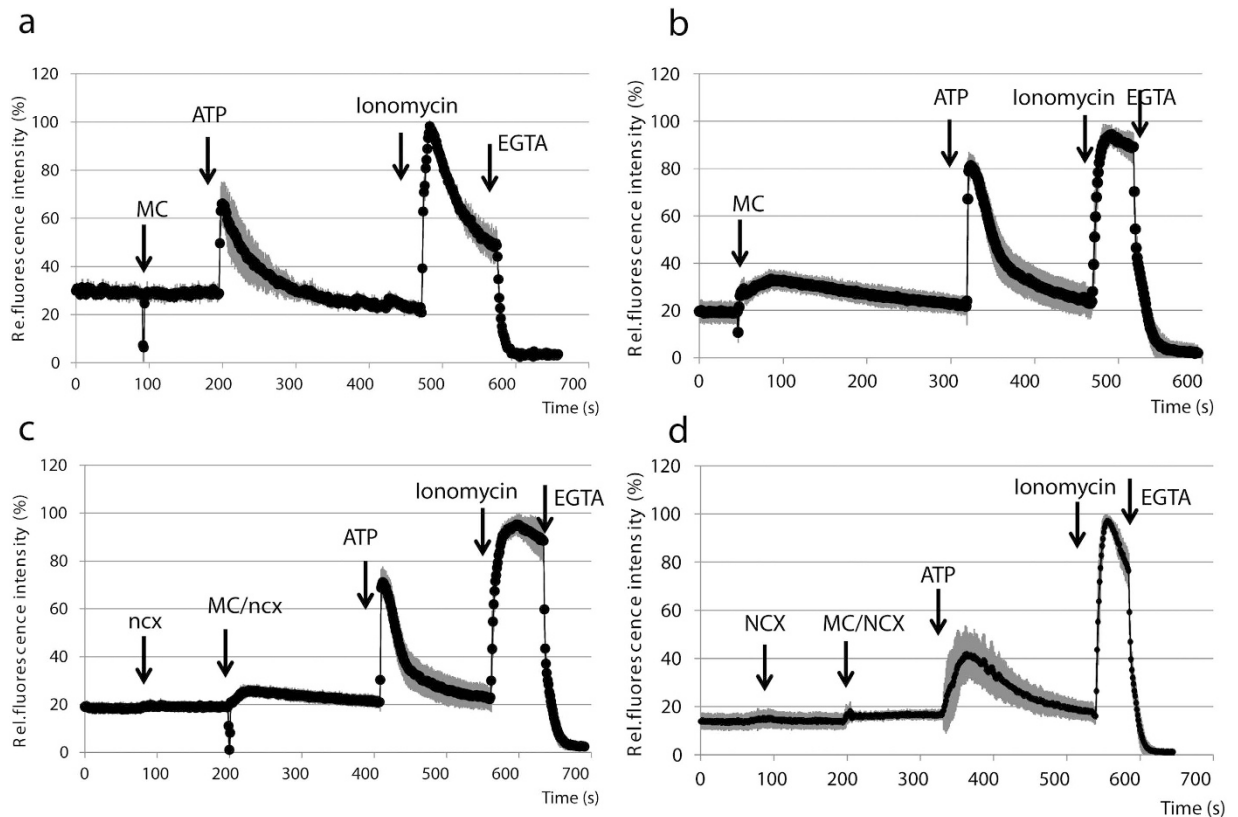 a
Re.fluorescence intensity (%)
120
100
80
60
40
20
0
MC
ATP
Ionomycin
EGTA
0 100 200 300 400 500 600 700
Time (s)
b
Rel.fluorescence intensity (%)
120
100
80
60
40
20
0
MC
ATP
Ionomycin
EGTA
0 100 200 300 400 500 600
Time (s)
c
Rel.fluorescence intensity (%)
120
100
80
60
40
20
0
ncx
MC/ncx
ATP
Ionomycin
EGTA
0 100 200 300 400 500 600 700
Time (s)
d
Rel.fluorescence intensity (%)
120
100
80
60
40
20
0
NCX
MC/NCX
ATP
Ionomycin
EGTA
0 100 200 300 400 500 600 700
Time (s)